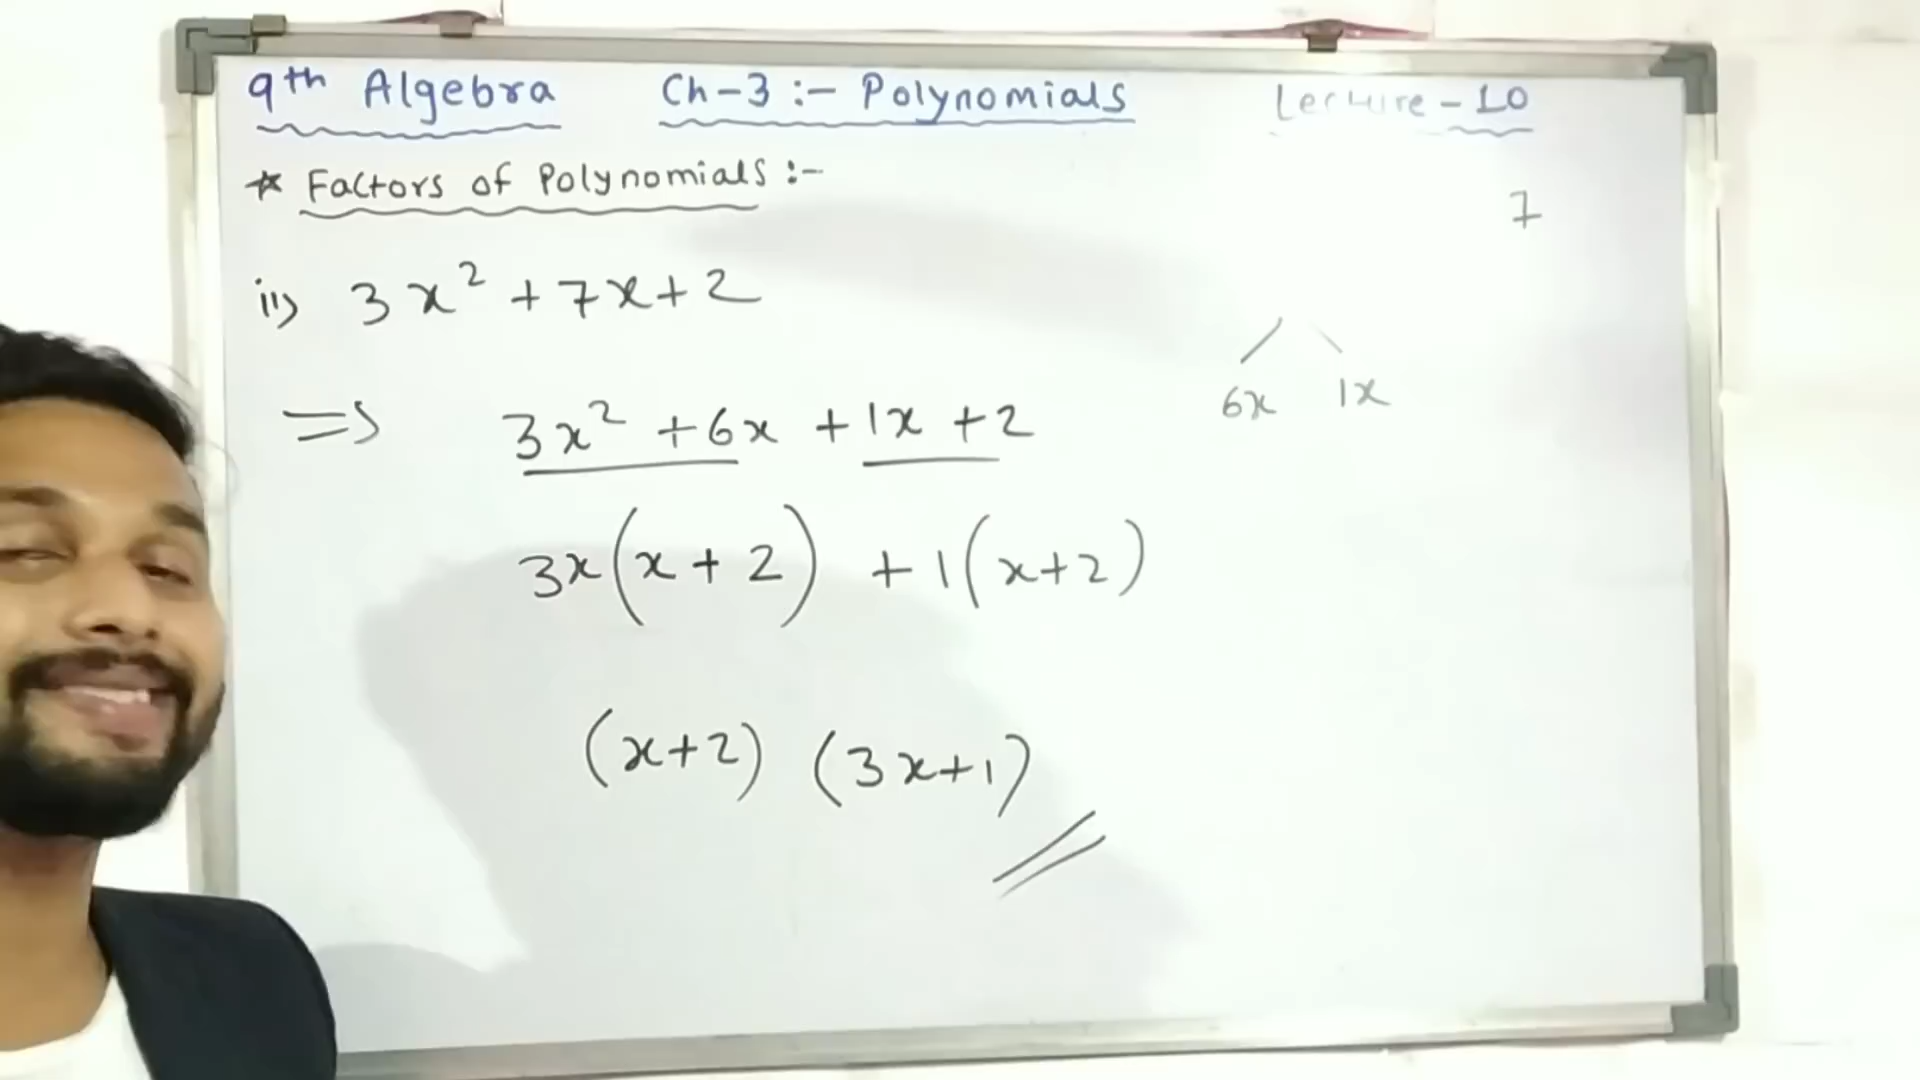 9th Algebra Ch-3 :- Polynomials Lecture - 10
* Factors of Polynomials :-
7
ii) 3x² + 7x + 2
6x 1x
=> 3x² + 6x + 1x + 2
3x(x + 2) + 1(x + 2)
(x+2) (3x+1)